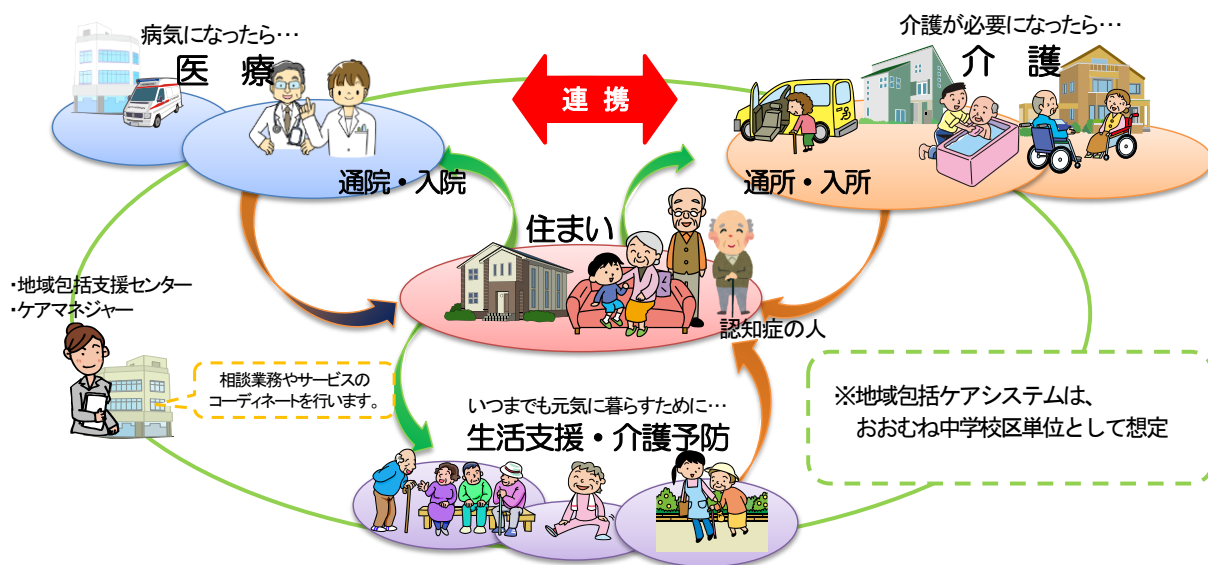 病気になったら…
医　療
介護が必要になったら…
介　護
連 携
通院・入院
通所・入所
住まい
認知症の人
・地域包括支援センター
・ケアマネジャー
相談業務やサービスの
コーディネートを行います。
いつまでも元気に暮らすために…
生活支援・介護予防
※地域包括ケアシステムは、
おおむね中学校区単位として想定